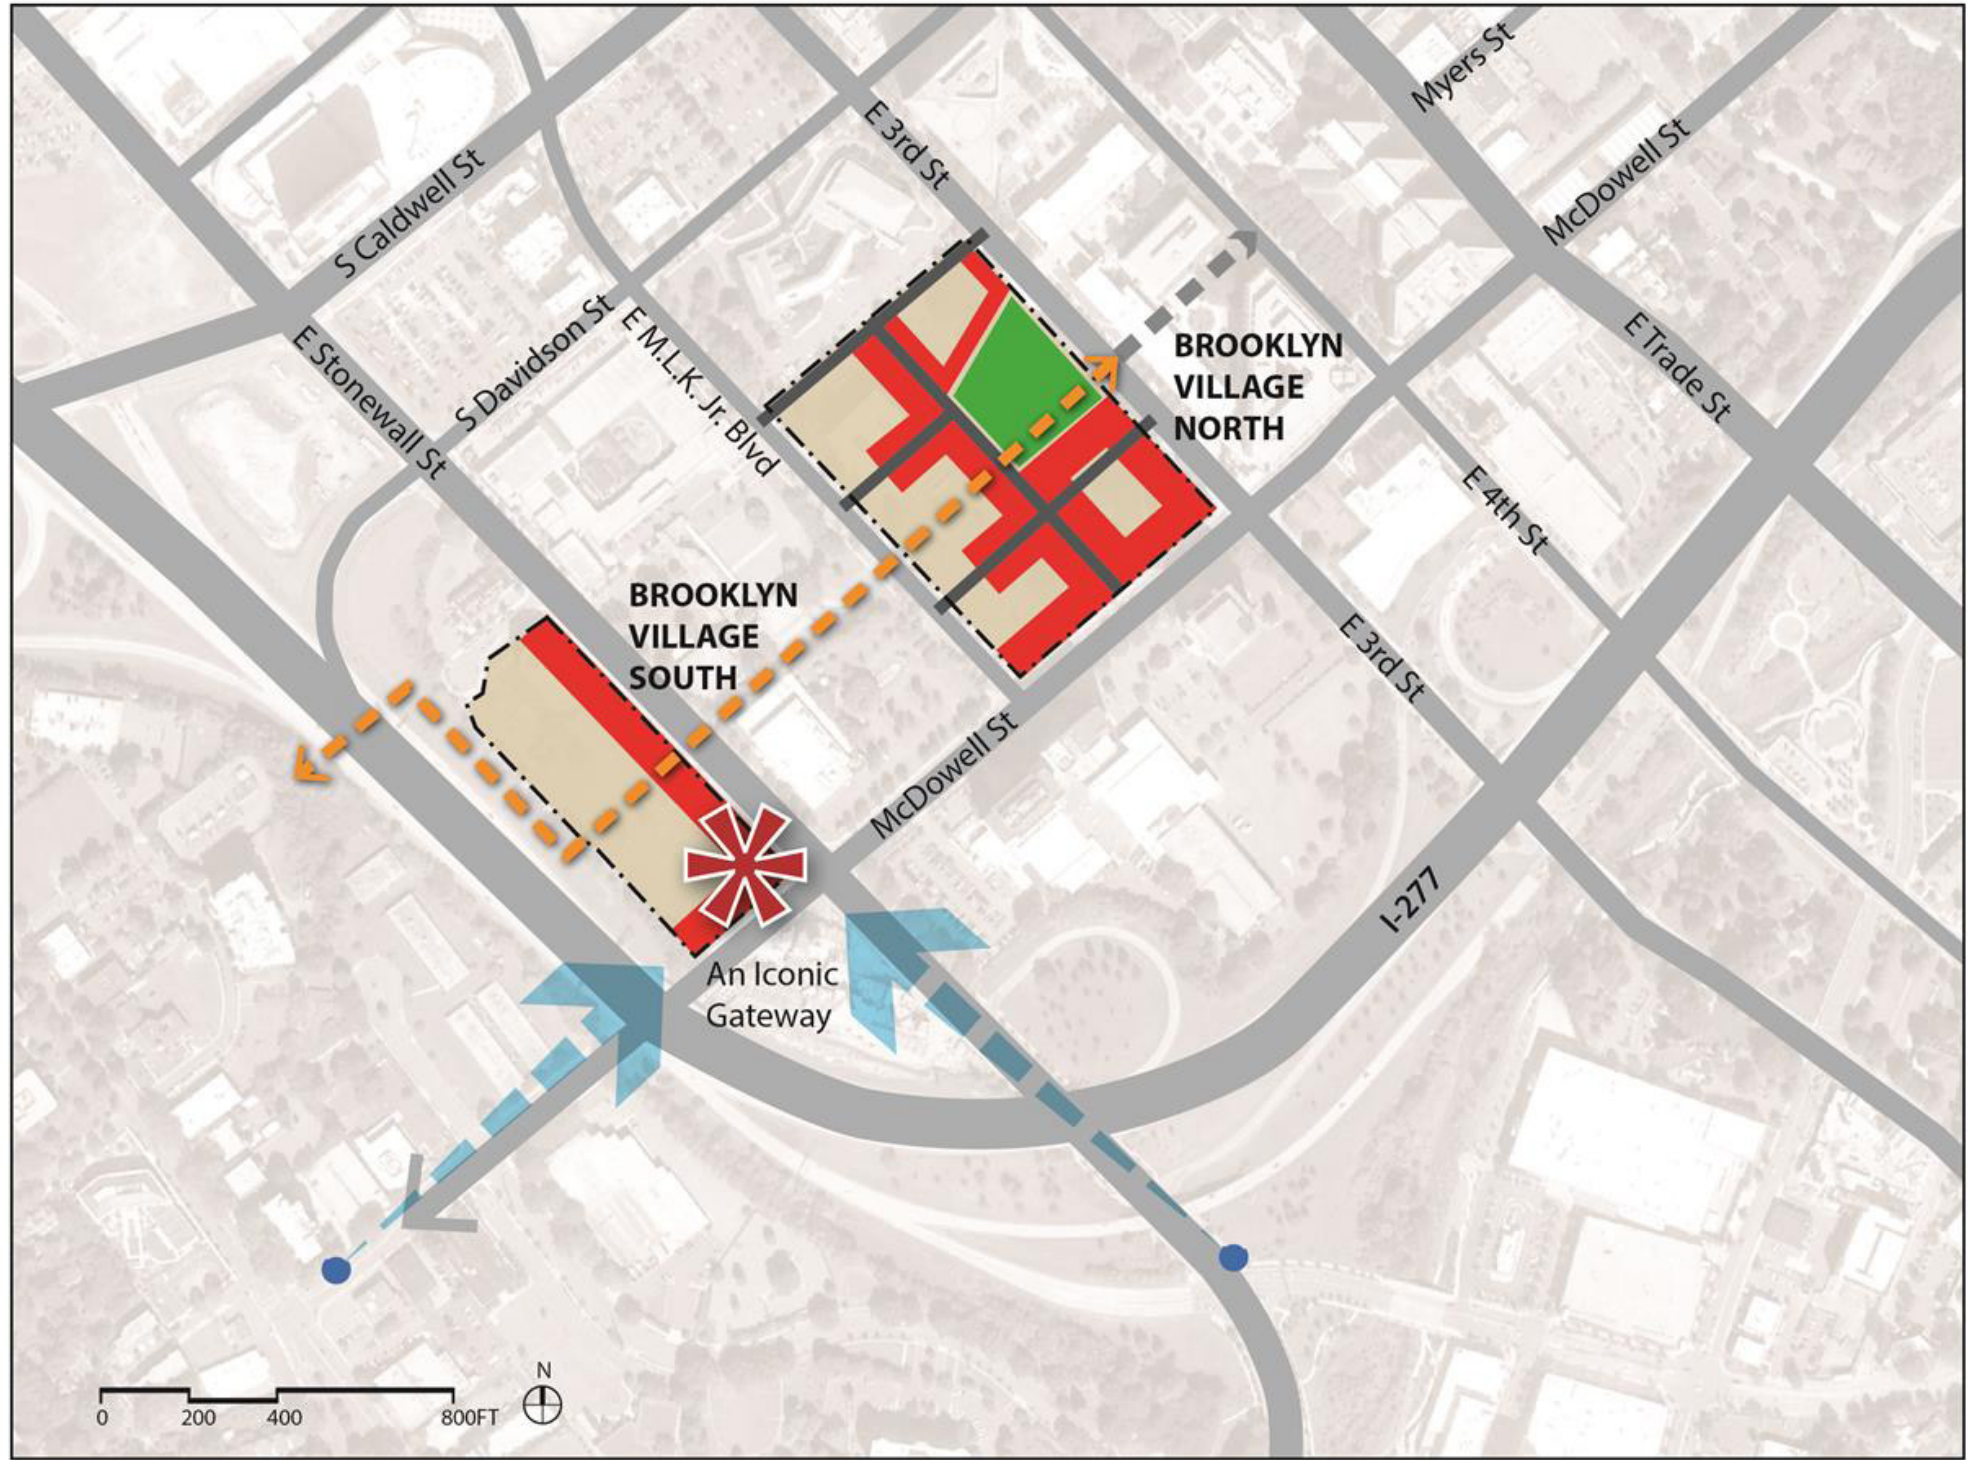 Myers St
E 3rd St
McDowell St
S Caldwell St
E Stonewall St
S Davidson St
E M.L.K. Jr. Blvd
E Trade St
BROOKLYN
VILLAGE
NORTH
E 4th St
BROOKLYN
VILLAGE
SOUTH
E 3rd St
McDowell St
I-277
An Iconic
Gateway
N
0 200 400 800FT